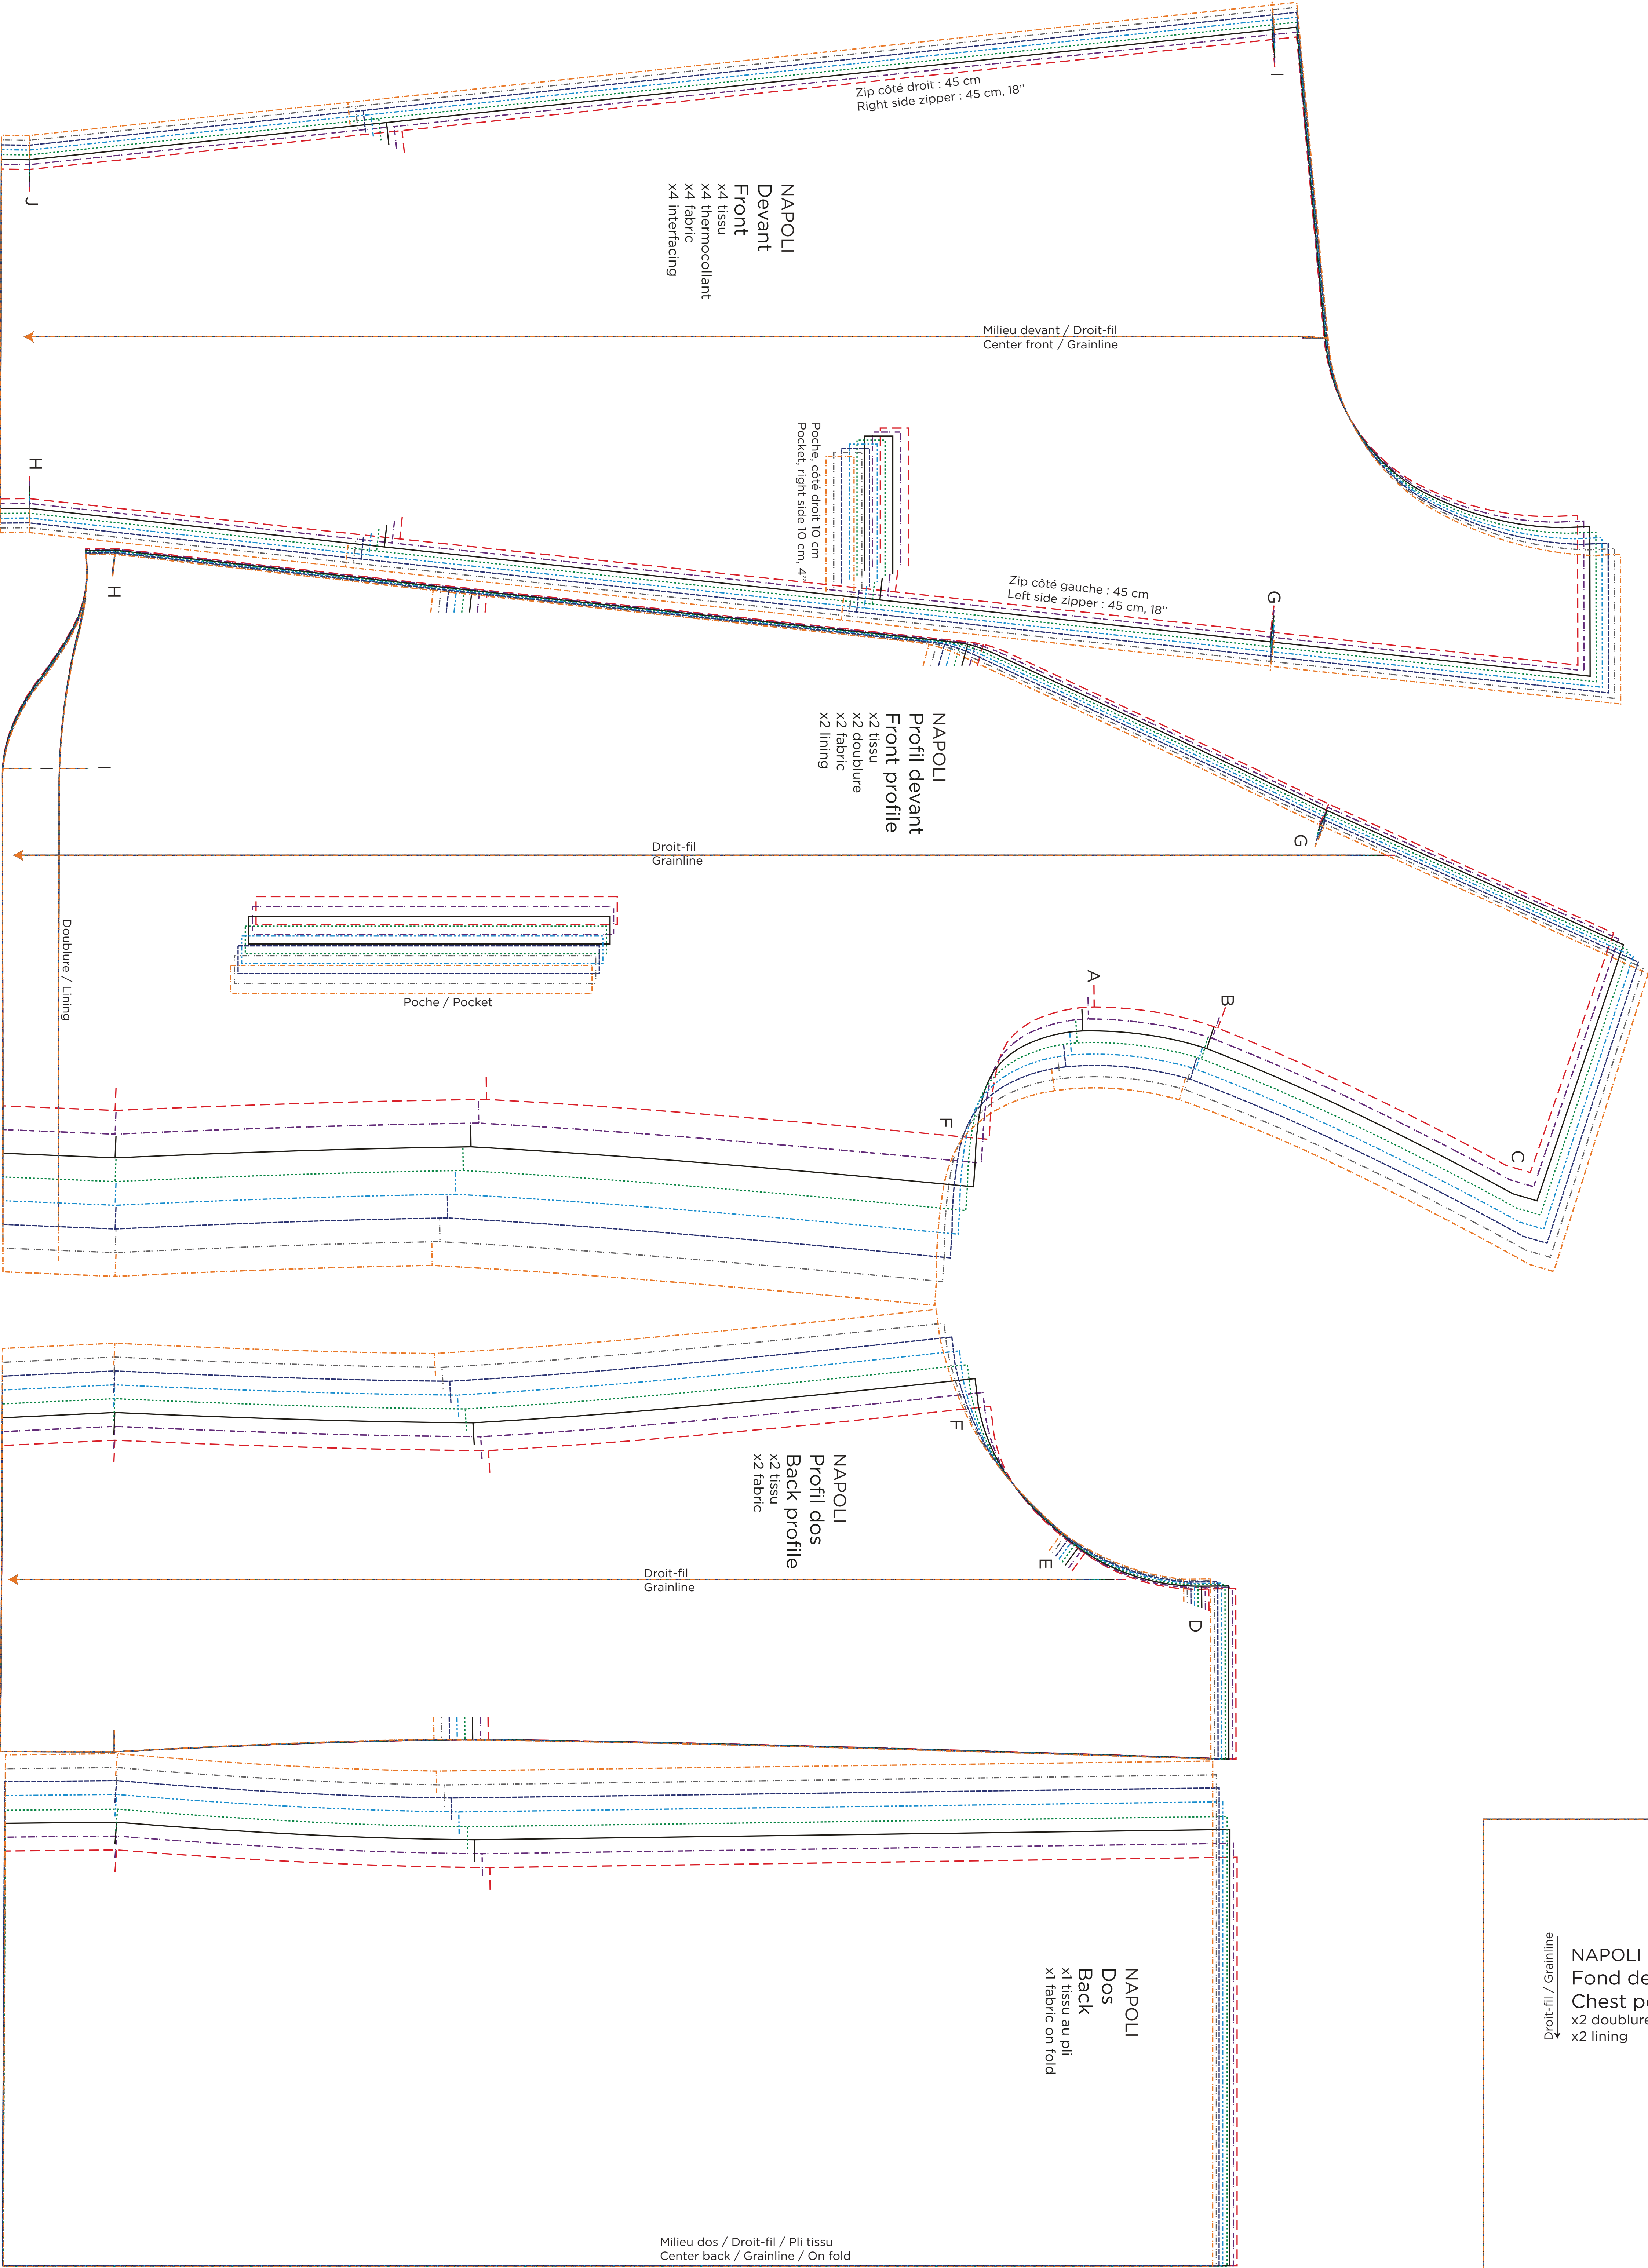 I
Zip côté droit : 45 cm
Right side zipper : 45 cm, 18”
J
NAPOLI
Devant
Front
x4 tissu
x4 thermocollant
x4 fabric
x4 interfacing
Milieu devant / Droit-fil
Center front / Grainline
Poche, côté droit 10 cm
Pocket, right side 10 cm, 4”
H
Zip côté gauche : 45 cm
Left side zipper : 45 cm, 18”
G
H
NAPOLI
Profil devant
Front profile
x2 tissu
x2 doublure
x2 fabric
x2 lining
I
I
G
Droit-fil
Grainline
Doublure / Lining
Poche / Pocket
A
B
C
F
F
NAPOLI
Profil dos
Back profile
x2 tissu
x2 fabric
E
D
Droit-fil
Grainline
NAPOLI
Dos
Back
x1 tissu au pli
x1 fabric on fold
Droit-fil / Grainline
NAPOLI
Fond de
Chest
x2 doublure
x2 lining
Milieu dos / Droit-fil / Pli tissu
Center back / Grainline / On fold